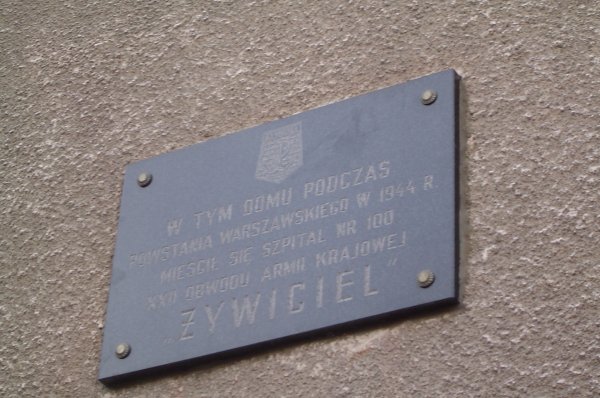 W TYM DOMU PODCZAS
POWSTANIA WARSZAWSKIEGO W 1944 R.
MIEŚCIŁ SIĘ SZPITAL NR 100
XXII OBWODU ARMII KRAJOWEJ
„ŻYWICIEL”